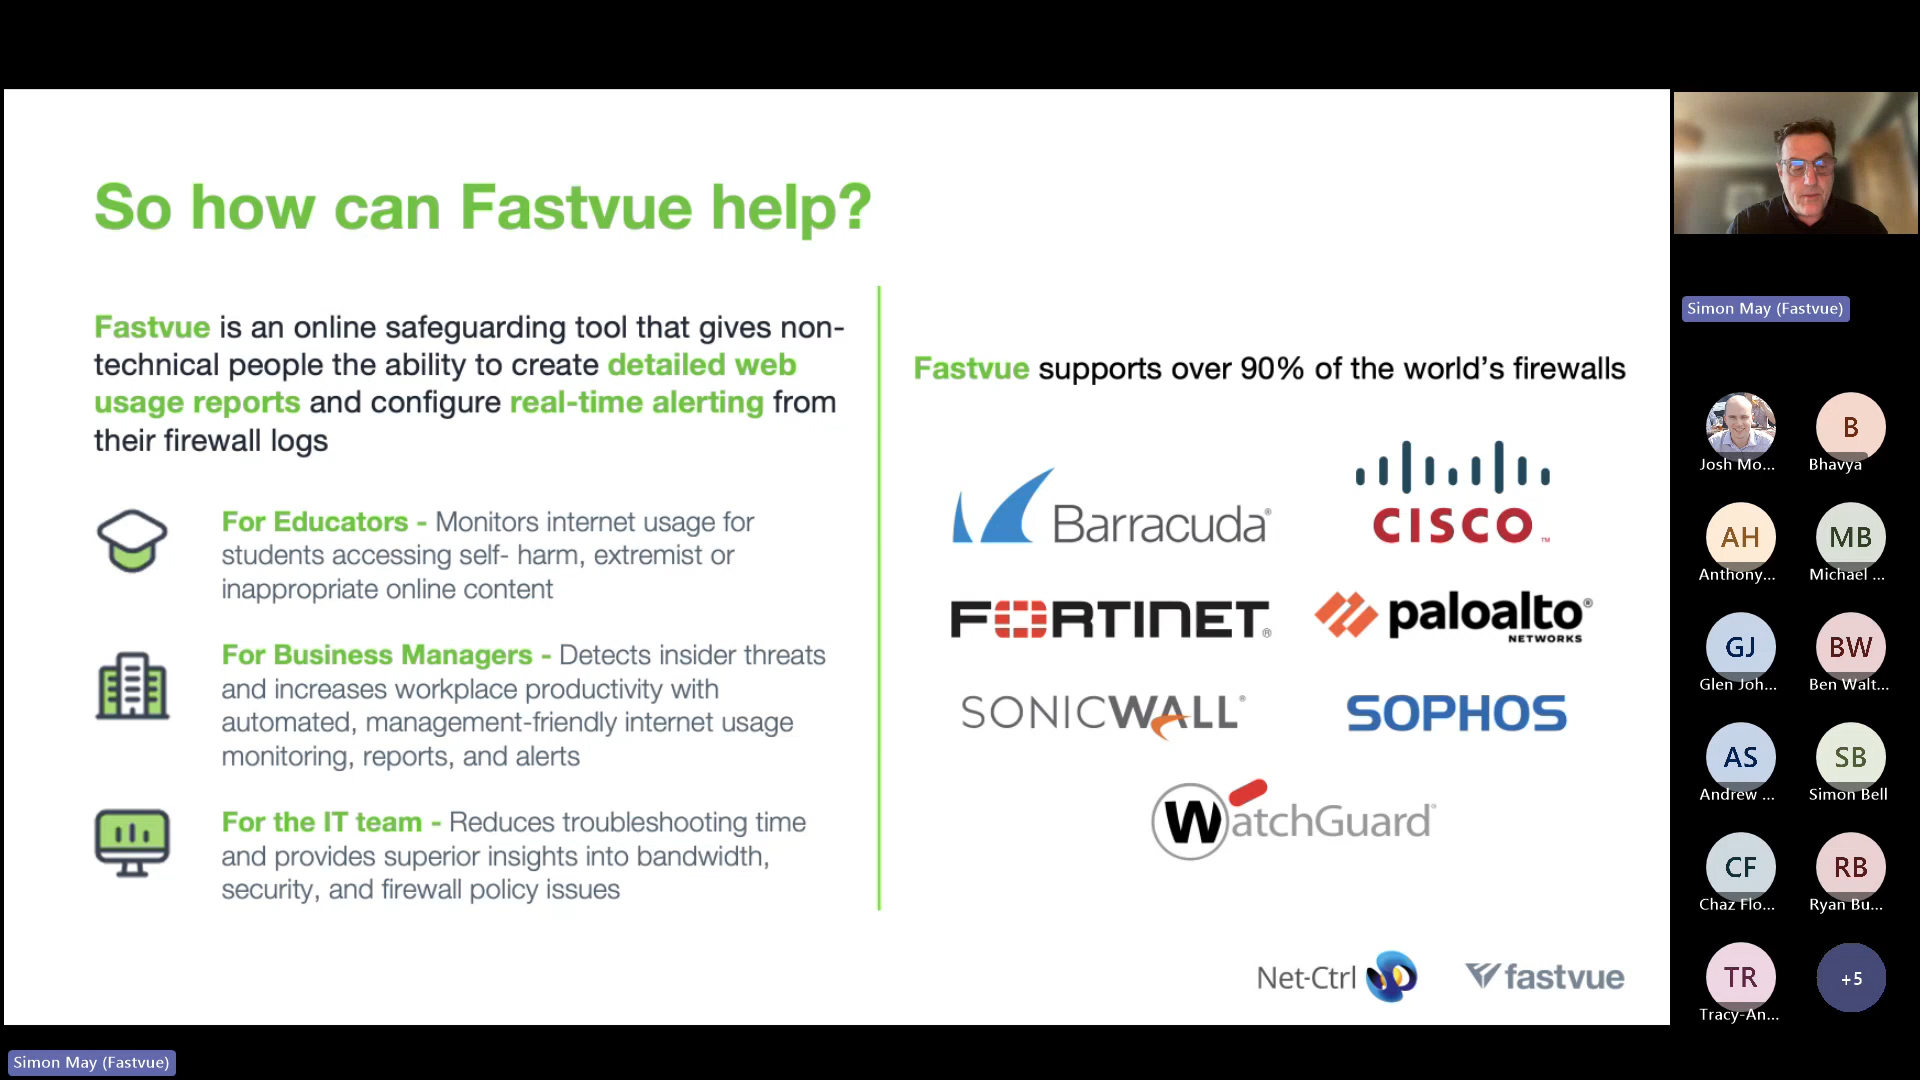 So how can Fastvue help?
Fastvue is an online safeguarding tool that gives non-
technical people the ability to create detailed web
usage reports and configure real-time alerting from
their firewall logs
For Educators - Monitors internet usage for
students accessing self- harm, extremist or
inappropriate online content
For Business Managers - Detects insider threats
and increases workplace productivity with
automated, management-friendly internet usage
monitoring, reports, and alerts
For the IT team - Reduces troubleshooting time
and provides superior insights into bandwidth,
security, and firewall policy issues
Fastvue supports over 90% of the world's firewalls
Barracuda®
CISCO™
FORTINET®
paloalto®
NETWORKS
SONICWALL®
SOPHOS
WatchGuard®
Net-Ctrl
fastvue
Simon May (Fastvue)
Josh Mo...
B
Bhavya
AH
Anthony...
MB
Michael ...
GJ
Glen Joh...
BW
Ben Walt...
AS
Andrew ...
SB
Simon Bell
CF
Chaz Flo...
RB
Ryan Bu...
TR
Tracy-An...
+5
Simon May (Fastvue)